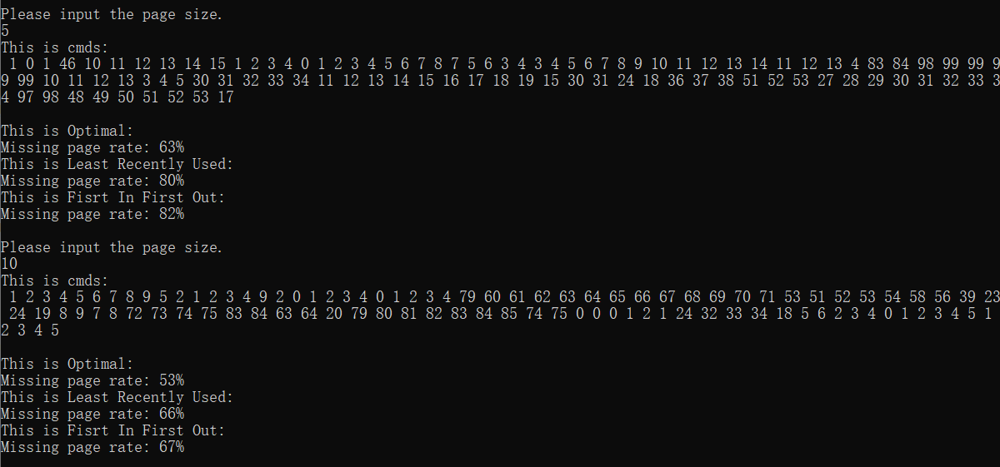 Please input the page size.
5
This is cmds:
1 0 1 46 10 11 12 13 14 15 1 2 3 4 0 1 2 3 4 5 6 7 8 7 5 6 3 4 3 4 5 6 7 8 9 10 11 12 13 14 11 12 13 4 83 84 98 99 99 9
9 99 10 11 12 13 3 4 5 30 31 32 33 34 11 12 13 14 15 16 17 18 19 15 30 31 24 18 36 37 38 51 52 53 27 28 29 30 31 32 33 3
4 97 98 48 49 50 51 52 53 17
This is Optimal:
Missing page rate: 63%
This is Least Recently Used:
Missing page rate: 80%
This is Fisrt In First Out:
Missing page rate: 82%
Please input the page size.
10
This is cmds:
1 2 3 4 5 6 7 8 9 5 2 1 2 3 4 9 2 0 1 2 3 4 0 1 2 3 4 79 60 61 62 63 64 65 66 67 68 69 70 71 53 51 52 53 54 58 56 39 23
24 19 8 9 7 8 72 73 74 75 83 84 63 64 20 79 80 81 82 83 84 85 74 75 0 0 0 1 2 1 24 32 33 34 18 5 6 2 3 4 0 1 2 3 4 5 1
2 3 4 5
This is Optimal:
Missing page rate: 53%
This is Least Recently Used:
Missing page rate: 66%
This is Fisrt In First Out:
Missing page rate: 67%